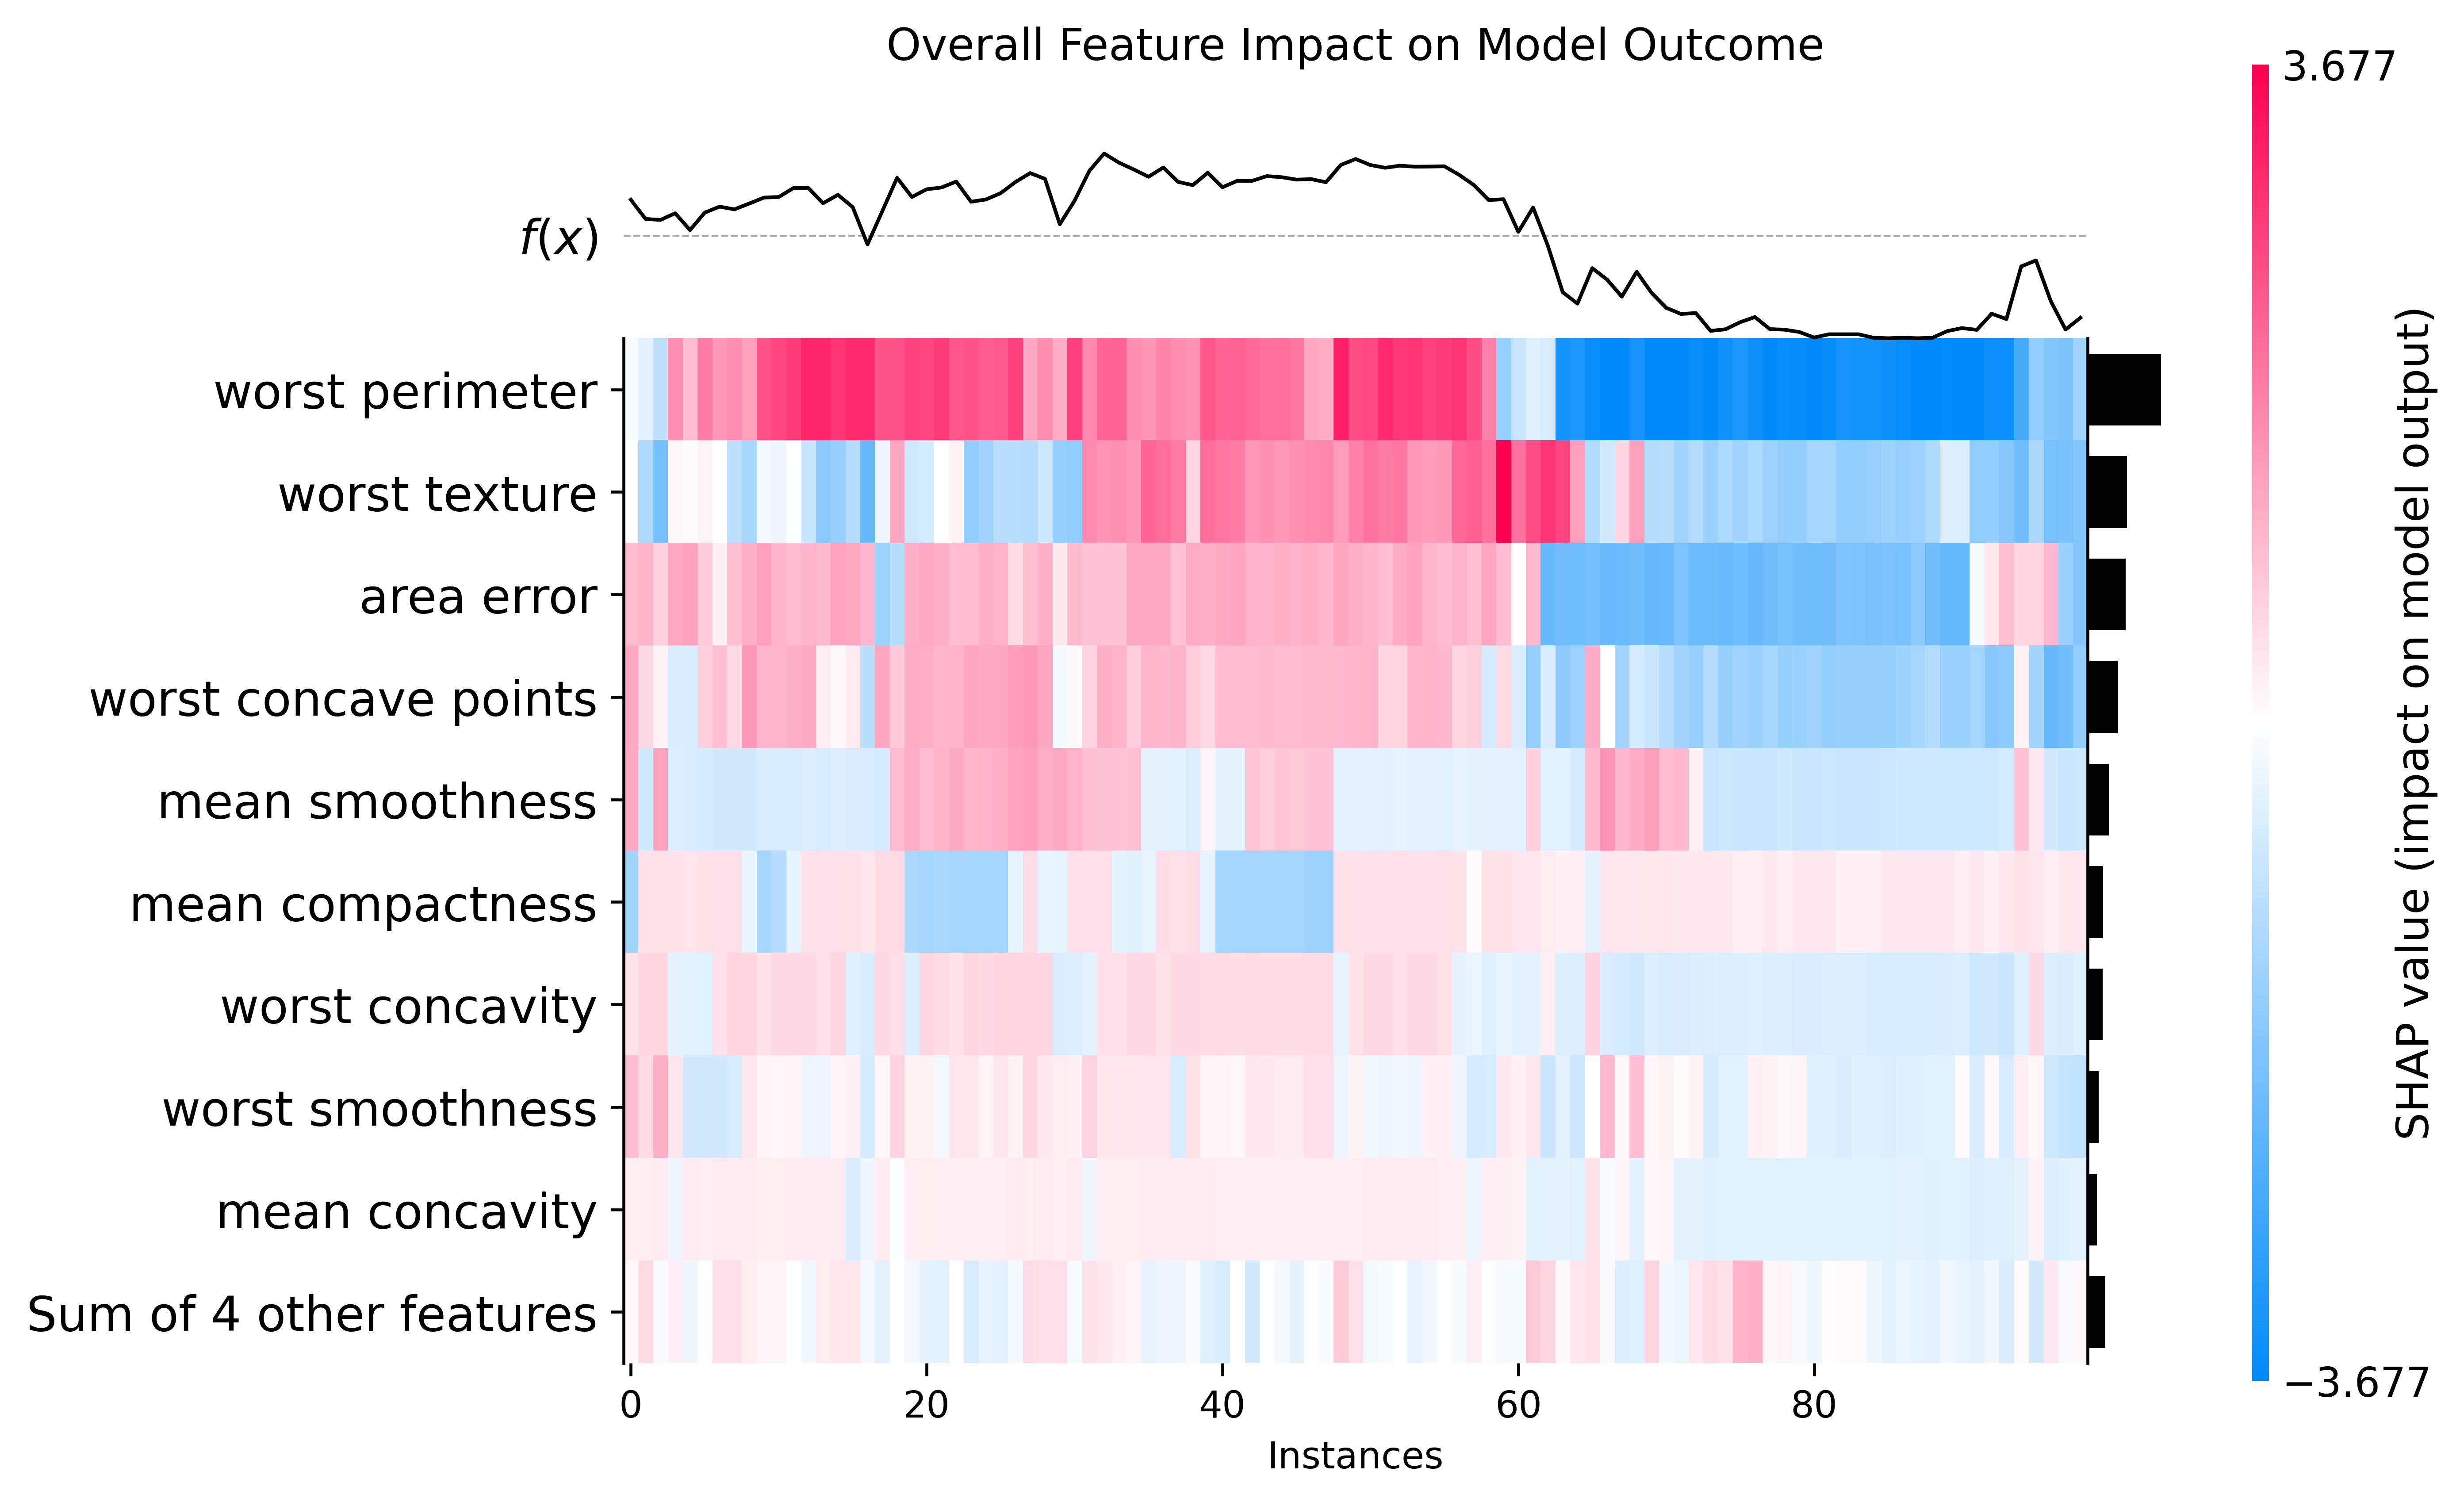 Overall Feature Impact on Model Outcome
3.677
f(x)
worst perimeter
worst texture
area error
worst concave points
mean smoothness
mean compactness
worst concavity
worst smoothness
mean concavity
Sum of 4 other features
SHAP value (impact on model output)
−3.677
0 20 40 60 80
Instances